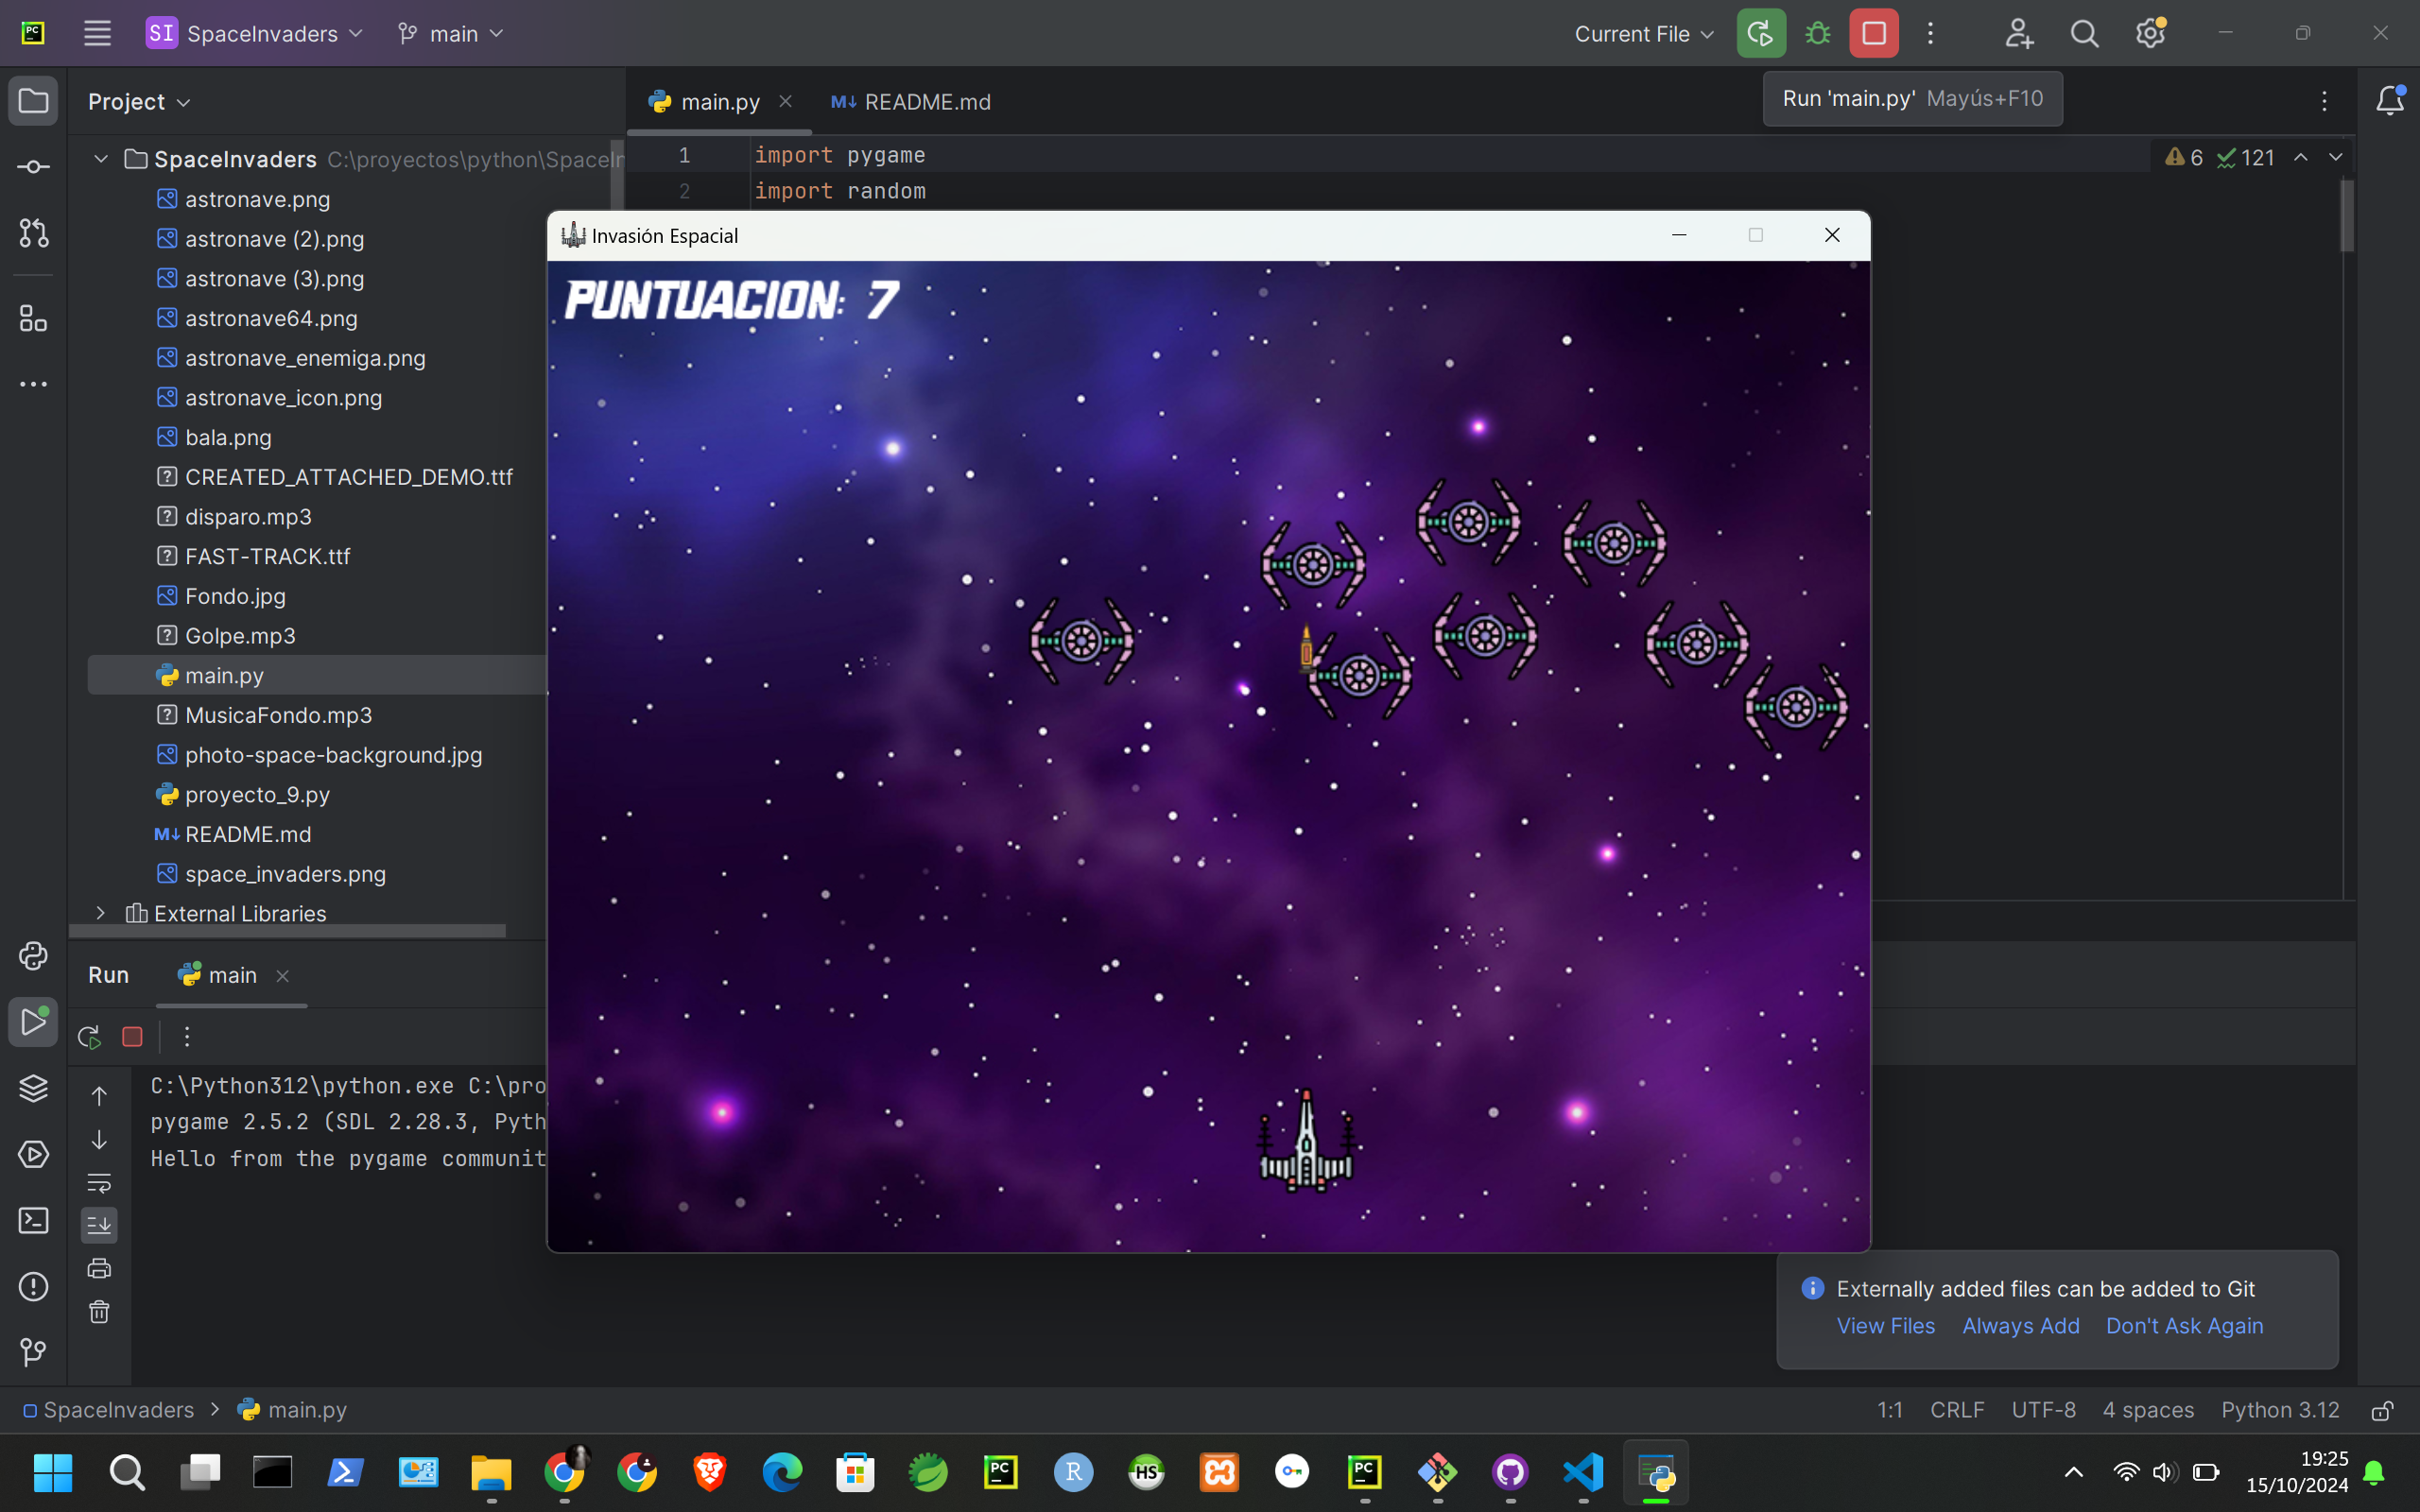 SI SpaceInvaders main Current File
Project
main.py README.md
Run 'main.py' Mayús+F10
SpaceInvaders C:\proyectos\python\SpaceIn
1 import pygame 6 121
2 import random
astronave.png
astronave (2).png
astronave (3).png
astronave64.png
astronave_enemiga.png
astronave_icon.png
bala.png
CREATED_ATTACHED_DEMO.ttf
disparo.mp3
FAST-TRACK.ttf
Fondo.jpg
Golpe.mp3
main.py
MusicaFondo.mp3
photo-space-background.jpg
proyecto_9.py
README.md
space_invaders.png
External Libraries
Invasión Espacial
PUNTUACION: 7
Run main
C:\Python312\python.exe C:\pro
pygame 2.5.2 (SDL 2.28.3, Pyth
Hello from the pygame communit
Externally added files can be added to Git
View Files Always Add Don't Ask Again
SpaceInvaders main.py 1:1 CRLF UTF-8 4 spaces Python 3.12
19:25
15/10/2024